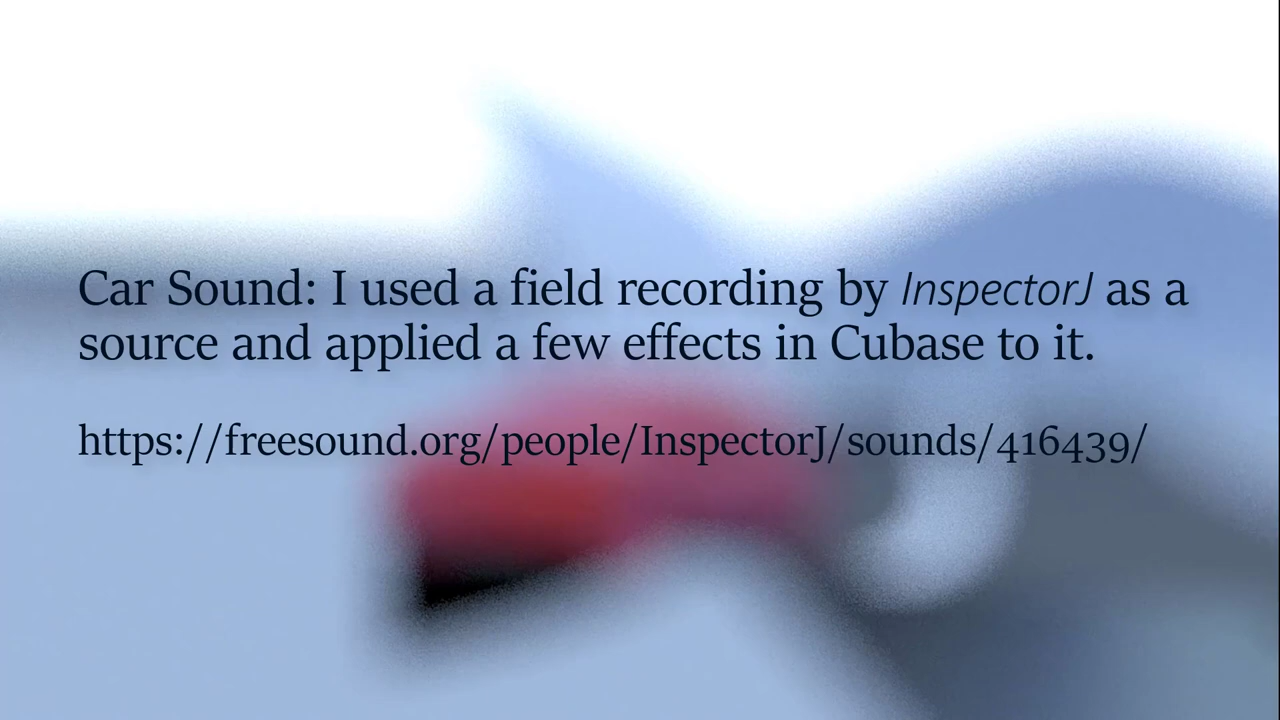 Car Sound: I used a field recording by InspectorJ as a
source and applied a few effects in Cubase to it.
https://freesound.org/people/InspectorJ/sounds/416439/